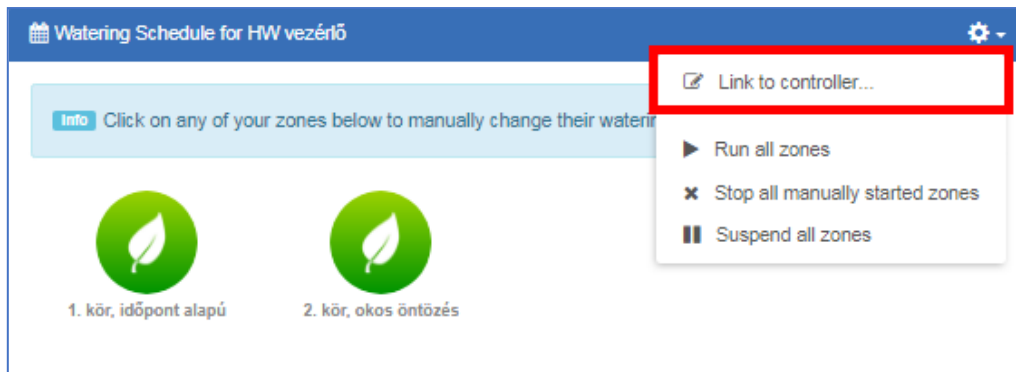 Watering Schedule for HW vezérlő
Link to controller...
Info Click on any of your zones below to manually change their
Run all zones
Stop all manually started zones
Suspend all zones
1. kör, időpont alapú
2. kör, okos öntözés